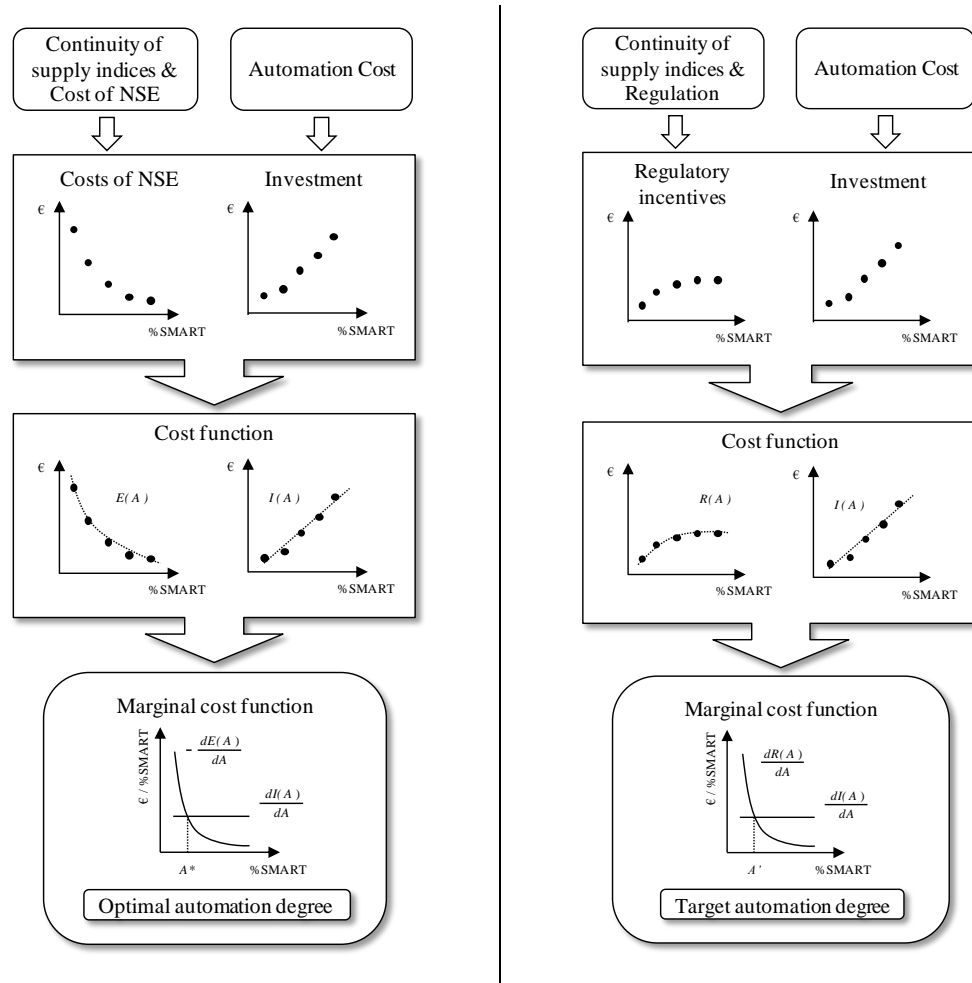 Continuity of
supply indices &
Cost of NSE
Automation Cost
Costs of NSE
€
%SMART
Investment
€
%SMART
Cost function
€
E(A)
%SMART
€
I(A)
%SMART
Marginal cost function
€ / %SMART
- dE(A)
dA
dI(A)
dA
A*
%SMART
Optimal automation degree
Continuity of
supply indices &
Regulation
Automation Cost
Regulatory
incentives
€
%SMART
Investment
€
%SMART
Cost function
€
R(A)
%SMART
€
I(A)
%SMART
Marginal cost function
€ / %SMART
dR(A)
dA
dI(A)
dA
A'
%SMART
Target automation degree